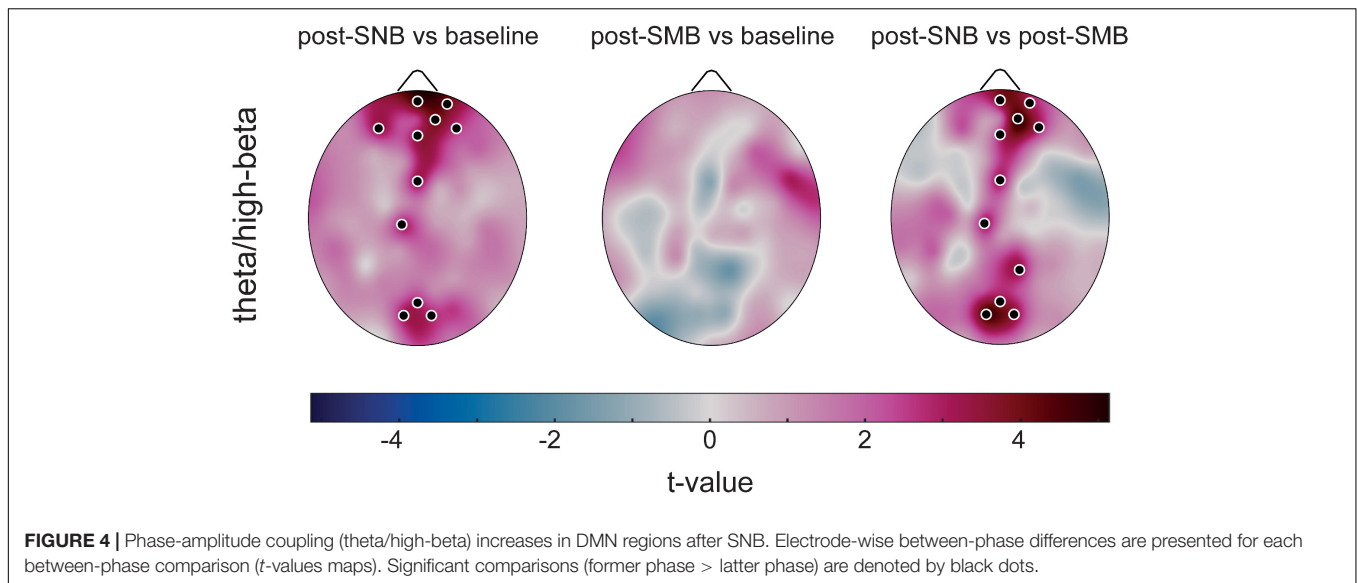 post-SNB vs baseline post-SMB vs baseline post-SNB vs post-SMB
theta/high-beta
-4 -2 0 2 4
t-value
FIGURE 4 | Phase-amplitude coupling (theta/high-beta) increases in DMN regions after SNB. Electrode-wise between-phase differences are presented for each
between-phase comparison (t-values maps). Significant comparisons (former phase > latter phase) are denoted by black dots.